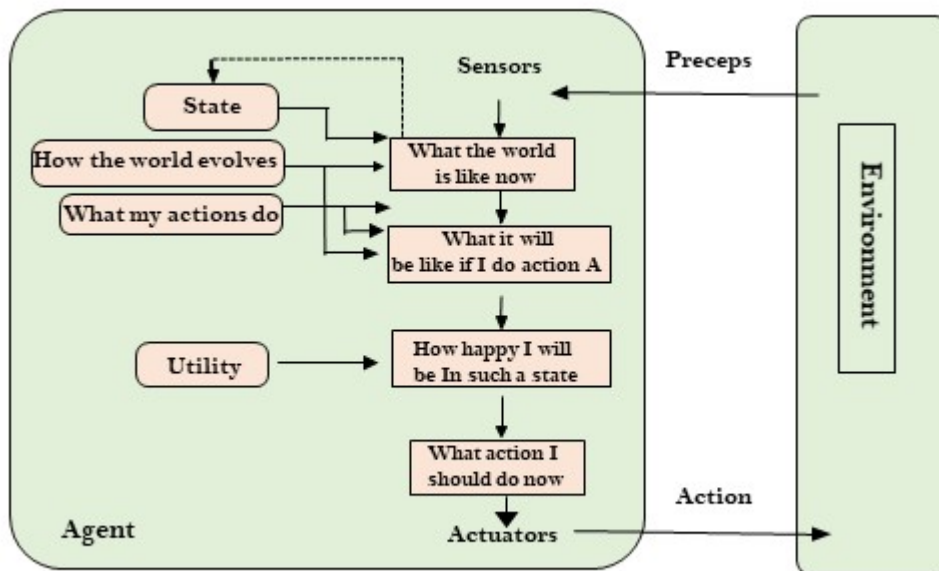 Sensors
Preceps
State
How the world evolves
What the world
is like now
What my actions do
What it will
be like if I do action A
Environment
How happy I will
be In such a state
Utility
What action I
should do now
Action
Agent
Actuators